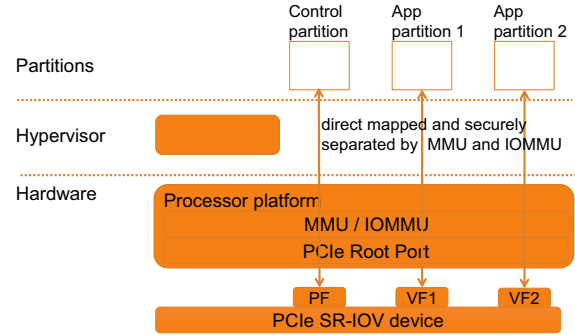 Control partition
App partition 1
App partition 2
Partitions
Hypervisor
direct mapped and securely
separated by MMU and IOMMU
Hardware
Processor platform
MMU / IOMMU
PCIe Root Port
PF
VF1
VF2
PCIe SR-IOV device